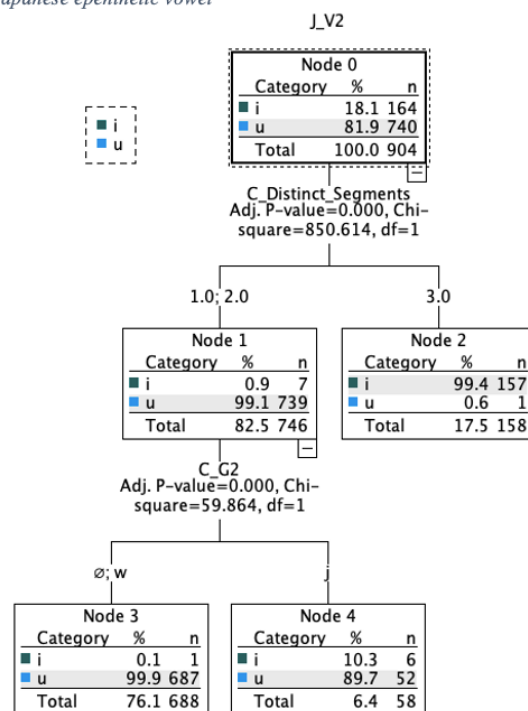 apanese epenthetic vowel
J_V2
i
u
Node 0
Category % n
i 18.1 164
u 81.9 740
Total 100.0 904
C_Distinct_Segments
Adj. P-value=0.000, Chi-
square=850.614, df=1
1.0; 2.0
3.0
Node 1
Category % n
i 0.9 7
u 99.1 739
Total 82.5 746
Node 2
Category % n
i 99.4 157
u 0.6 1
Total 17.5 158
C_G2
Adj. P-value=0.000, Chi-
square=59.864, df=1
∅; w
j
Node 3
Category % n
i 0.1 1
u 99.9 687
Total 76.1 688
Node 4
Category % n
i 10.3 6
u 89.7 52
Total 6.4 58